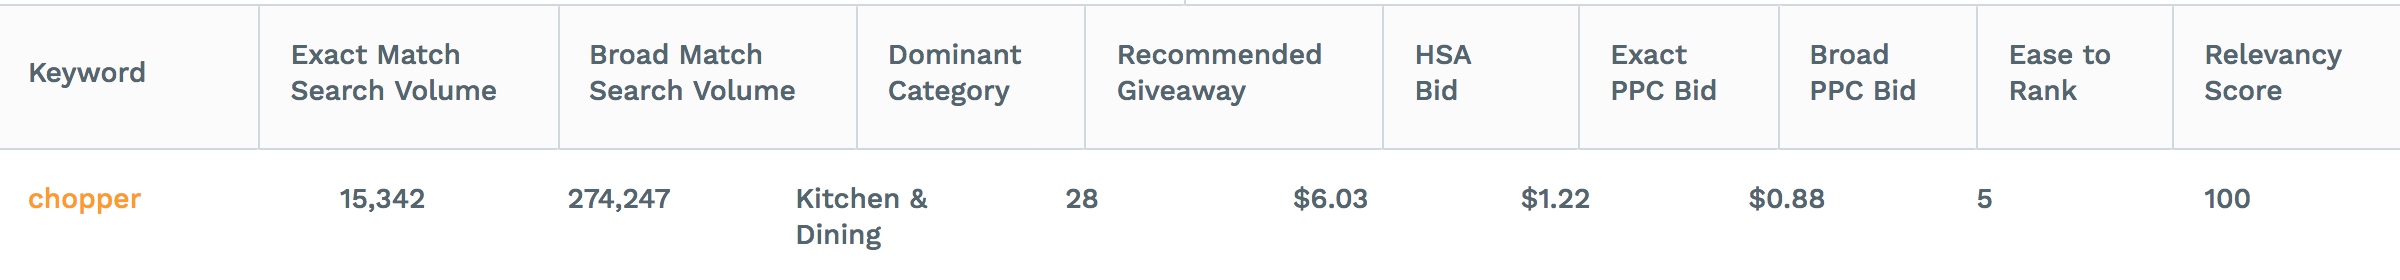 Keyword
Exact Match
Search Volume
Broad Match
Search Volume
Dominant
Category
Recommended
Giveaway
HSA
Bid
Exact
PPC Bid
Broad
PPC Bid
Ease to
Rank
Relevancy
Score
chopper
15,342
274,247
Kitchen &
Dining
28
$6.03
$1.22
$0.88
5
100